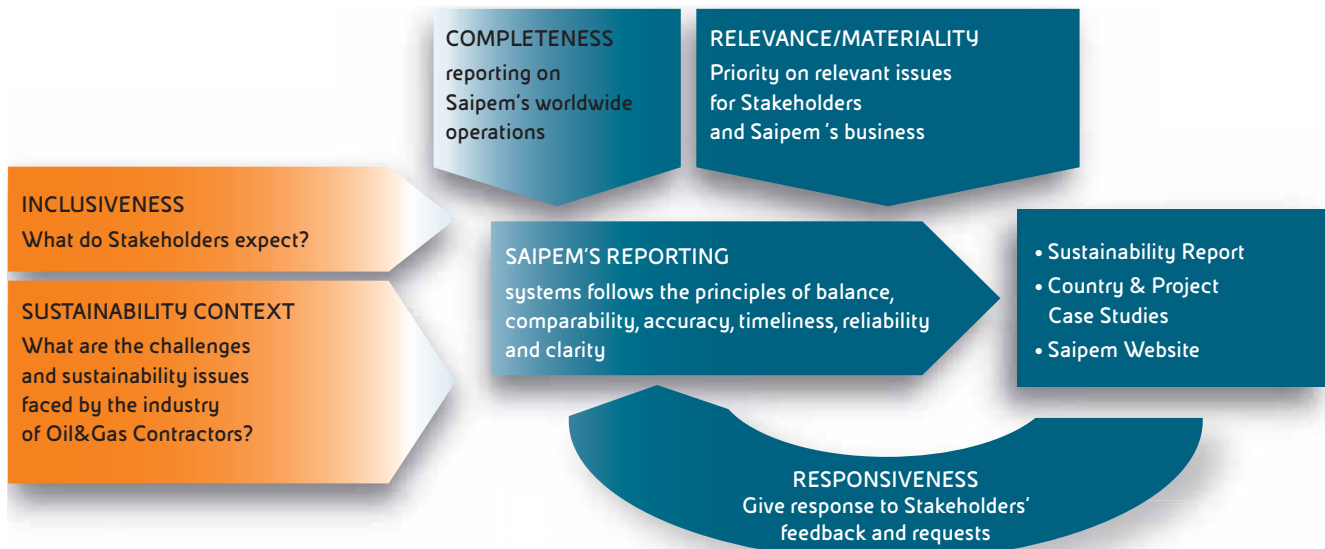 COMPLETENESS
reporting on
Saipem's worldwide
operations
RELEVANCE/MATERIALITY
Priority on relevant issues
for Stakeholders
and Saipem 's business
INCLUSIVENESS
What do Stakeholders expect?
SUSTAINABILITY CONTEXT
What are the challenges
and sustainability issues
faced by the industry
of Oil&Gas Contractors?
SAIPEM'S REPORTING
systems follows the principles of balance,
comparability, accuracy, timeliness, reliability
and clarity
• Sustainability Report
• Country & Project
Case Studies
• Saipem Website
RESPONSIVENESS
Give response to Stakeholders'
feedback and requests